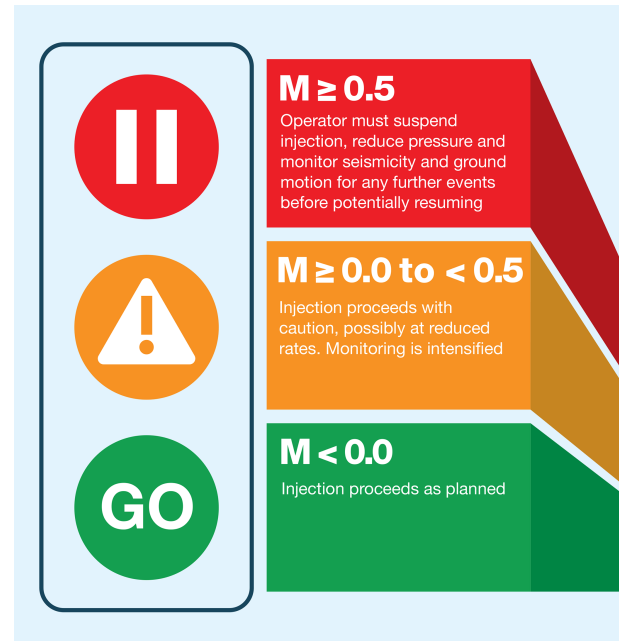 M ≥ 0.5
Operator must suspend
injection, reduce pressure and
monitor seismicity and ground
motion for any further events
before potentially resuming
M ≥ 0.0 to < 0.5
Injection proceeds with
caution, possibly at reduced
rates. Monitoring is intensified
GO
M < 0.0
Injection proceeds as planned